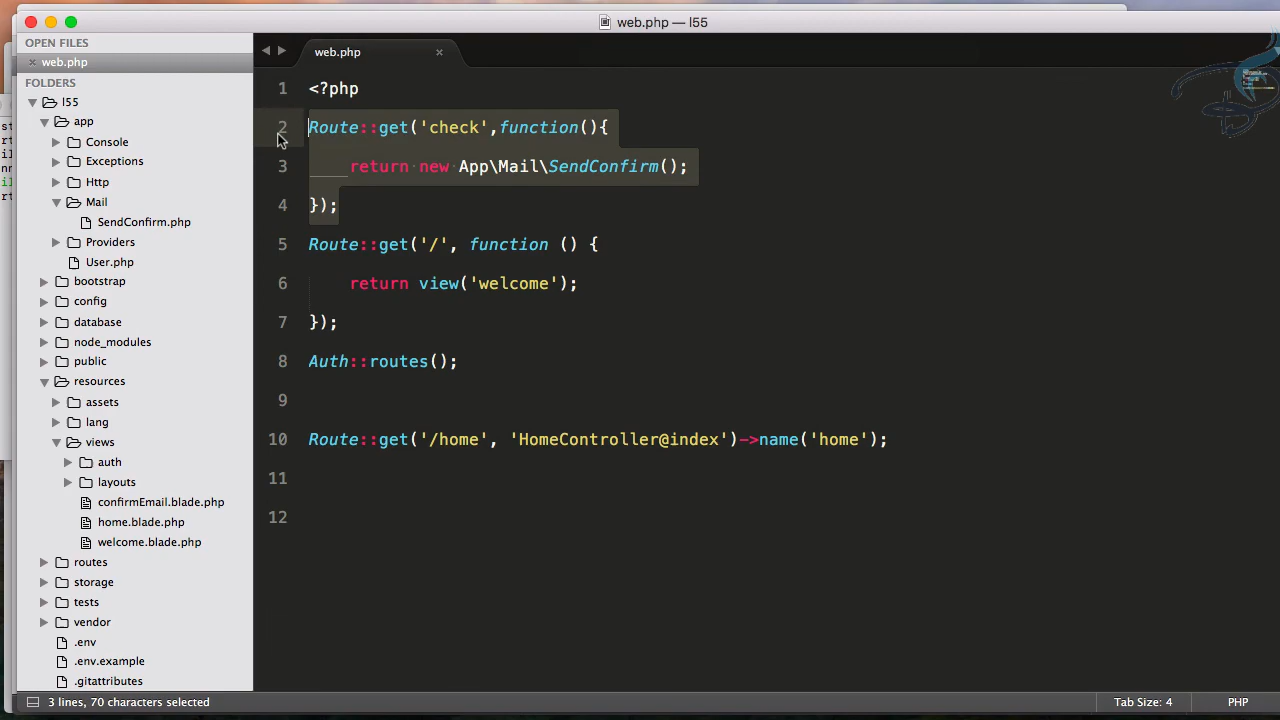 web.php — l55
OPEN FILES
web.php
FOLDERS
l55
app
Console
Exceptions
Http
Mail
SendConfirm.php
Providers
User.php
bootstrap
config
database
node_modules
public
resources
assets
lang
views
auth
layouts
confirmEmail.blade.php
home.blade.php
welcome.blade.php
routes
storage
tests
vendor
.env
.env.example
.gitattributes
web.php
1 <?php
2 Route::get('check',function(){
3 return new App\Mail\SendConfirm();
4 });
5 Route::get('/', function () {
6 return view('welcome');
7 });
8 Auth::routes();
9
10 Route::get('/home', 'HomeController@index')->name('home');
11
12
3 lines, 70 characters selected
Tab Size: 4
PHP